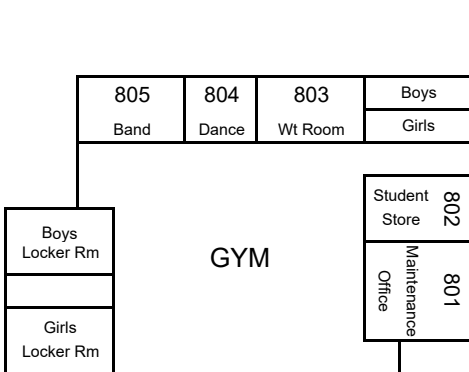 805
Band
804
Dance
803
Wt Room
Boys
Girls
Student
Store
802
Boys
Locker Rm
GYM
Maintenance
Office
801
Girls
Locker Rm